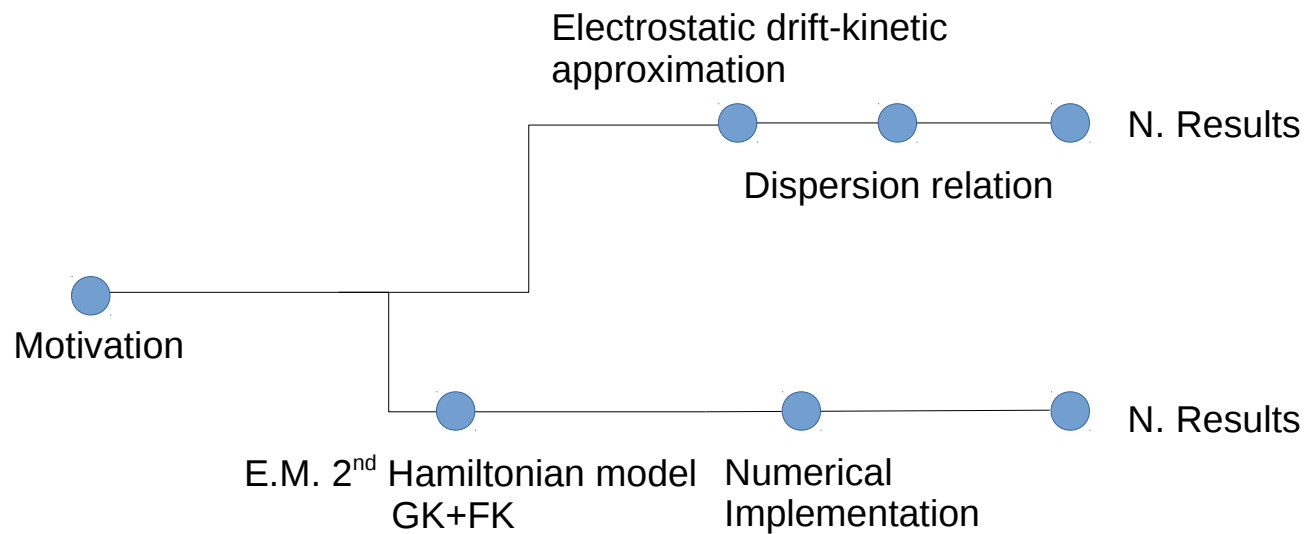 Electrostatic drift-kinetic
approximation
N. Results
Dispersion relation
Motivation
N. Results
E.M. 2nd Hamiltonian model
GK+FK
Numerical
Implementation